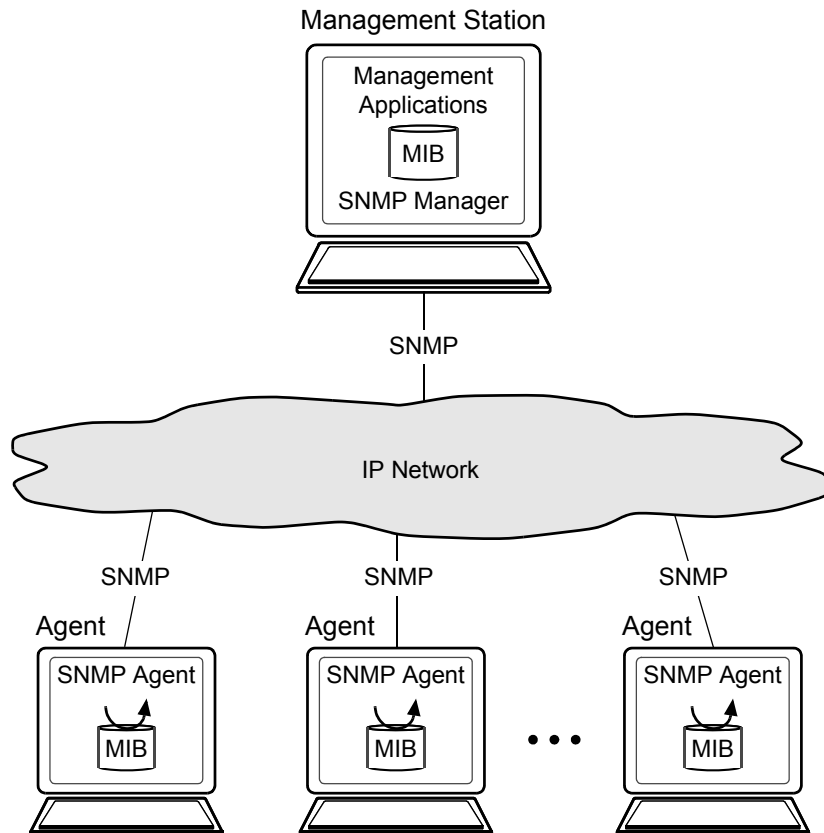 Management Station
Management
Applications
MIB
SNMP Manager
SNMP
IP Network
SNMP
SNMP
SNMP
Agent
Agent
Agent
SNMP Agent
SNMP Agent
SNMP Agent
MIB
MIB
MIB